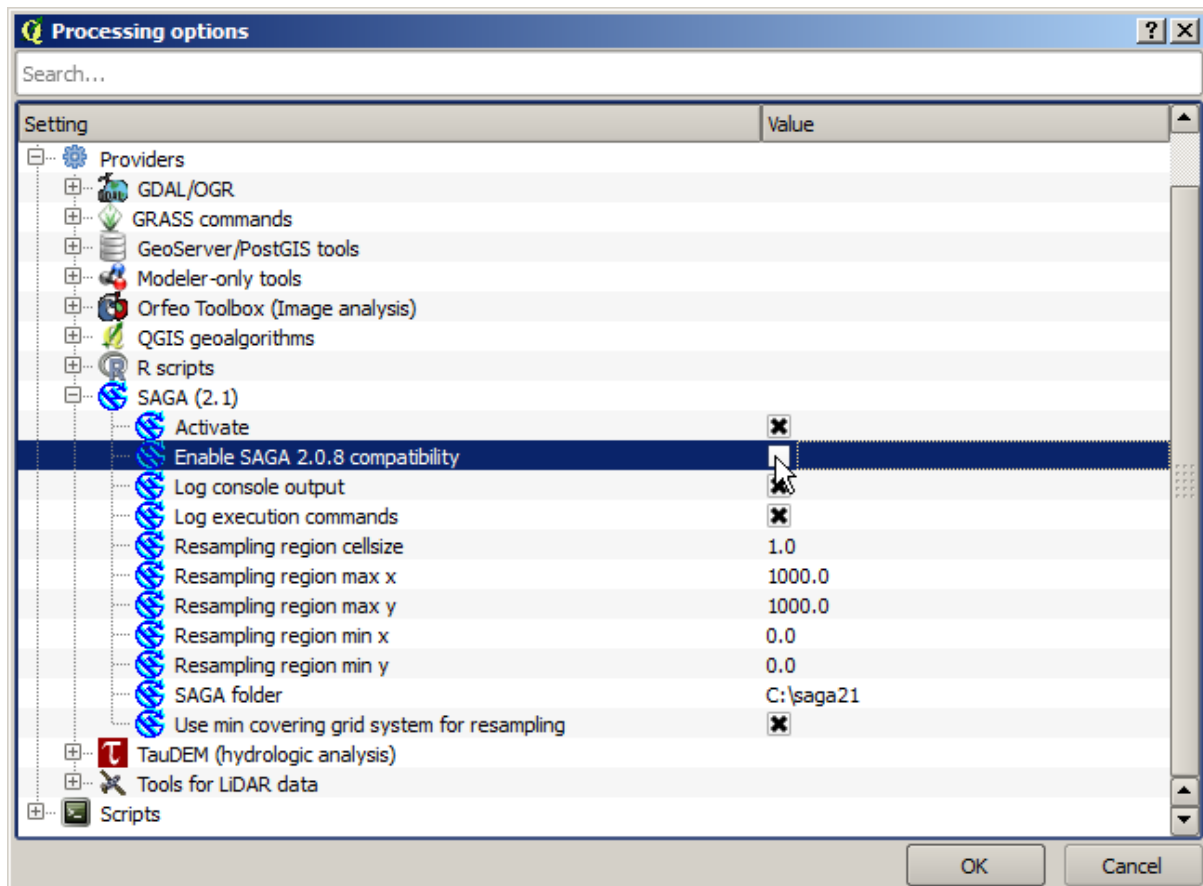 Processing options
Search...
Setting Value
Providers
GDAL/OGR
GRASS commands
GeoServer/PostGIS tools
Modeler-only tools
Orfeo Toolbox (Image analysis)
QGIS geoalgorithms
R scripts
SAGA (2.1)
Activate
Enable SAGA 2.0.8 compatibility
Log console output
Log execution commands
Resampling region cellsize 1.0
Resampling region max x 1000.0
Resampling region max y 1000.0
Resampling region min x 0.0
Resampling region min y 0.0
SAGA folder C:\saga21
Use min covering grid system for resampling
TauDEM (hydrologic analysis)
Tools for LiDAR data
Scripts
OK Cancel